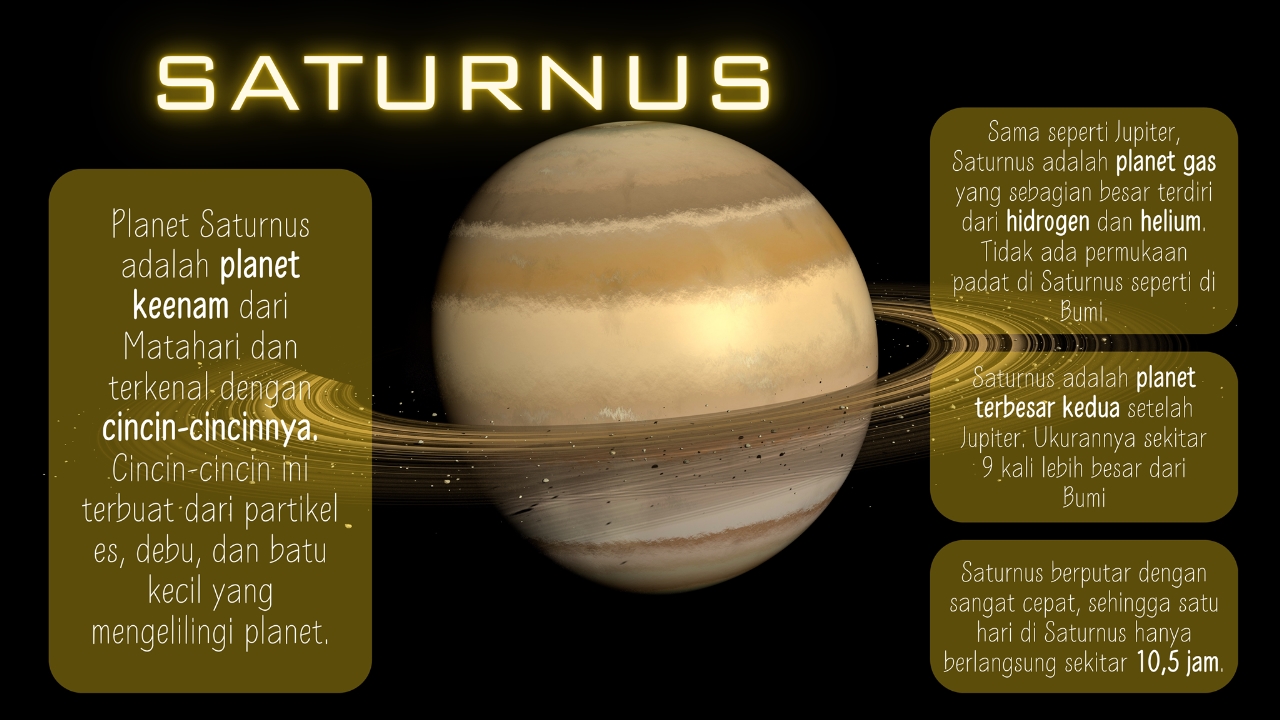 SATURNUS
Planet Saturnus
adalah planet
keenam dari
Matahari dan
terkenal dengan
cincin-cincinnya.
Cincin-cincin ini
terbuat dari partikel
es, debu, dan batu
kecil yang
mengelilingi planet.
Sama seperti Jupiter,
Saturnus adalah planet gas
yang sebagian besar terdiri
dari hidrogen dan helium.
Tidak ada permukaan
padat di Saturnus seperti di
Bumi.
Saturnus adalah planet
terbesar kedua setelah
Jupiter. Ukurannya sekitar
9 kali lebih besar dari
Bumi
Saturnus berputar dengan
sangat cepat, sehingga satu
hari di Saturnus hanya
berlangsung sekitar 10,5 jam.